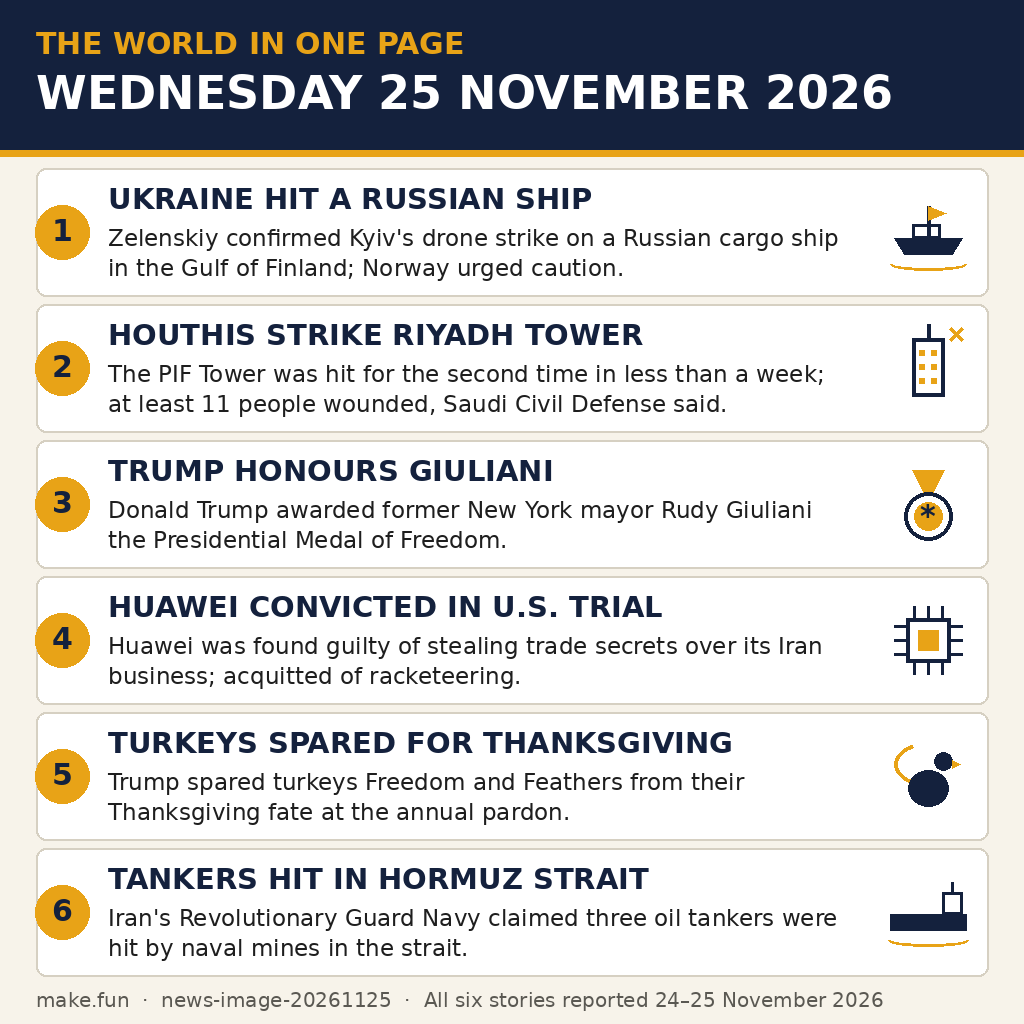 THE WORLD IN ONE PAGE
WEDNESDAY 25 NOVEMBER 2026
1
UKRAINE HIT A RUSSIAN SHIP
Zelenskiy confirmed Kyiv's drone strike on a Russian cargo ship
in the Gulf of Finland; Norway urged caution.
2
HOUTHIS STRIKE RIYADH TOWER
The PIF Tower was hit for the second time in less than a week;
at least 11 people wounded, Saudi Civil Defense said.
3
TRUMP HONOURS GIULIANI
Donald Trump awarded former New York mayor Rudy Giuliani
the Presidential Medal of Freedom.
*
4
HUAWEI CONVICTED IN U.S. TRIAL
Huawei was found guilty of stealing trade secrets over its Iran
business; acquitted of racketeering.
5
TURKEYS SPARED FOR THANKSGIVING
Trump spared turkeys Freedom and Feathers from their
Thanksgiving fate at the annual pardon.
6
TANKERS HIT IN HORMUZ STRAIT
Iran's Revolutionary Guard Navy claimed three oil tankers were
hit by naval mines in the strait.
make.fun · news-image-20261125 · All six stories reported 24–25 November 2026